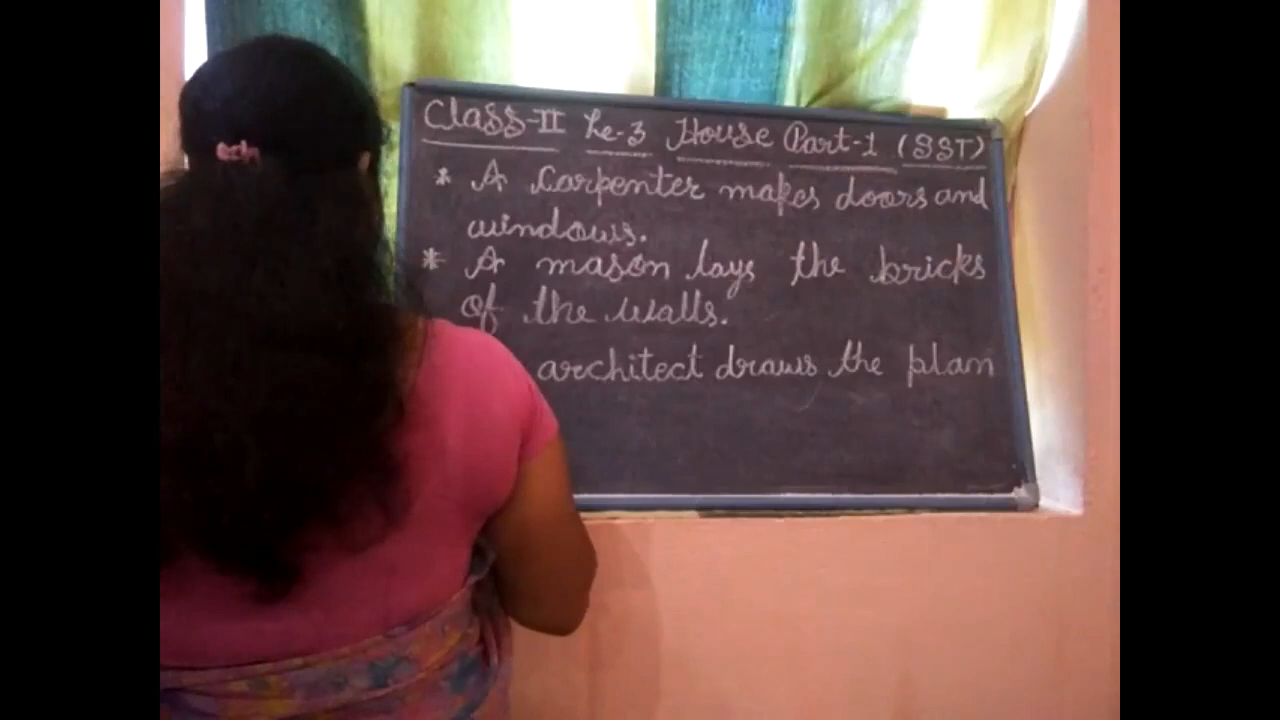 Class-II Le-3 House Part-1 (SST)
* A Carpenter makes doors and
windows.
* A mason lays the bricks
of the walls.
architect draws the plan